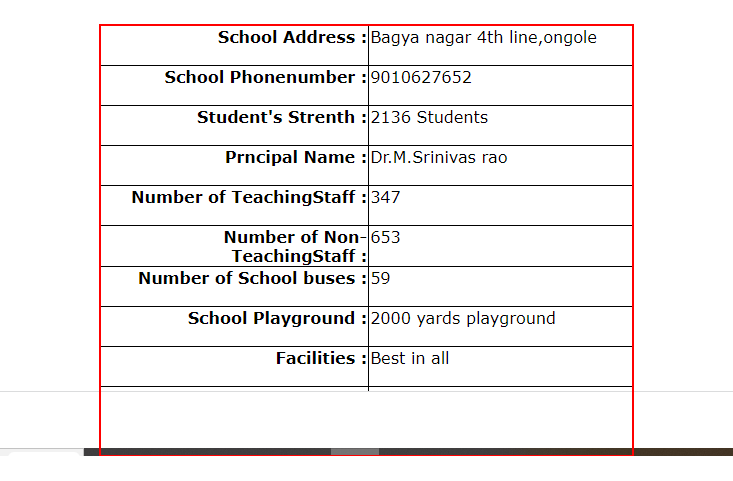 School Address : Bagya nagar 4th line,ongole
School Phonenumber : 9010627652
Student's Strenth : 2136 Students
Prncipal Name : Dr.M.Srinivas rao
Number of TeachingStaff : 347
Number of Non- 653
TeachingStaff :
Number of School buses : 59
School Playground : 2000 yards playground
Facilities : Best in all